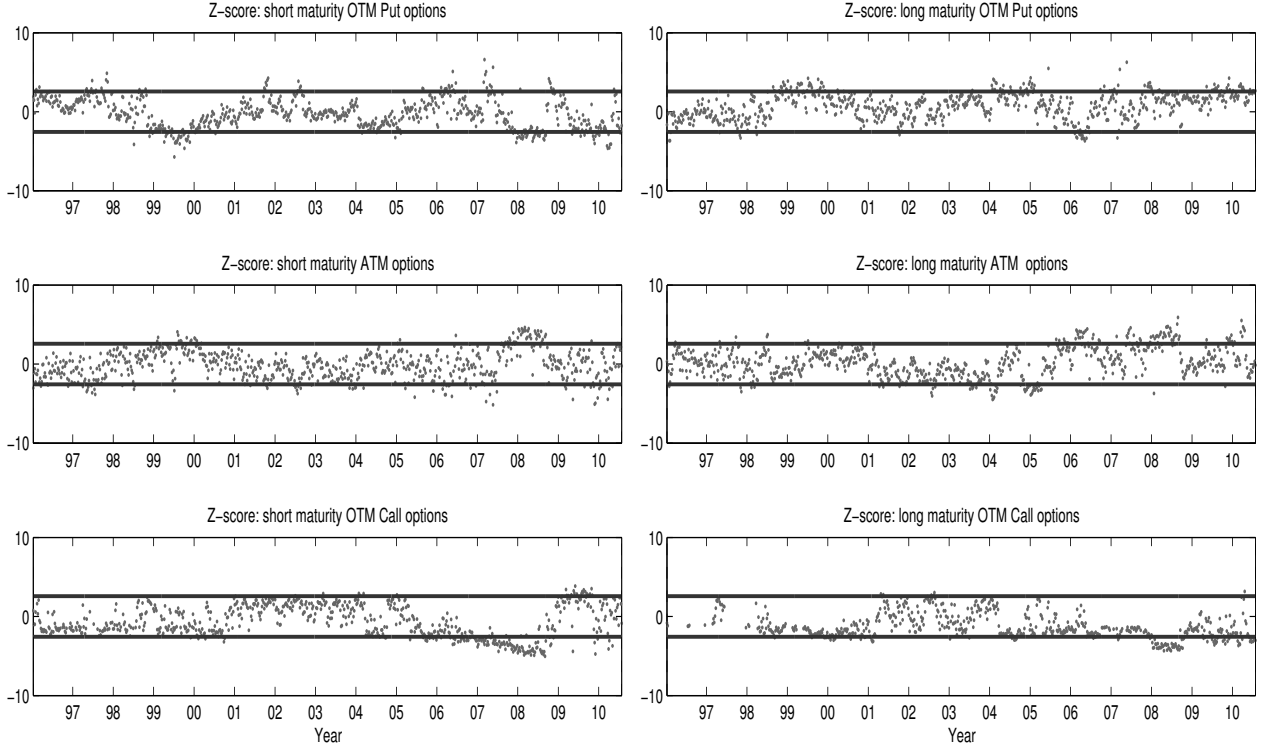 Z−score: short maturity OTM Put options
10
0
−10
97 98 99 00 01 02 03 04 05 06 07 08 09 10
Z−score: long maturity OTM Put options
10
0
−10
97 98 99 00 01 02 03 04 05 06 07 08 09 10
Z−score: short maturity ATM options
10
0
−10
97 98 99 00 01 02 03 04 05 06 07 08 09 10
Z−score: long maturity ATM options
10
0
−10
97 98 99 00 01 02 03 04 05 06 07 08 09 10
Z−score: short maturity OTM Call options
10
0
−10
97 98 99 00 01 02 03 04 05 06 07 08 09 10
Year
Z−score: long maturity OTM Call options
10
0
−10
97 98 99 00 01 02 03 04 05 06 07 08 09 10
Year